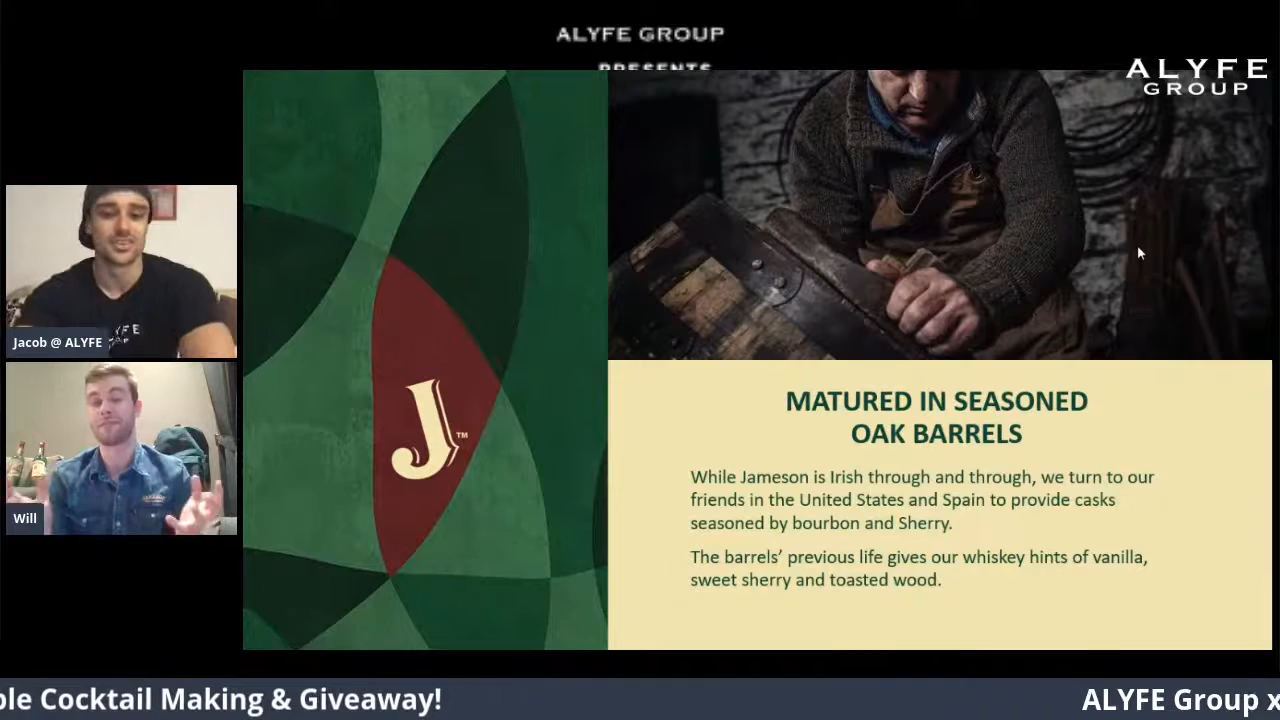 ALYFE GROUP
PRESENTS
ALYFE
GROUP
Jacob @ ALYFE
Will
J™
MATURED IN SEASONED
OAK BARRELS
While Jameson is Irish through and through, we turn to our
friends in the United States and Spain to provide casks
seasoned by bourbon and Sherry.
The barrels’ previous life gives our whiskey hints of vanilla,
sweet sherry and toasted wood.
ble Cocktail Making & Giveaway!
ALYFE Group x